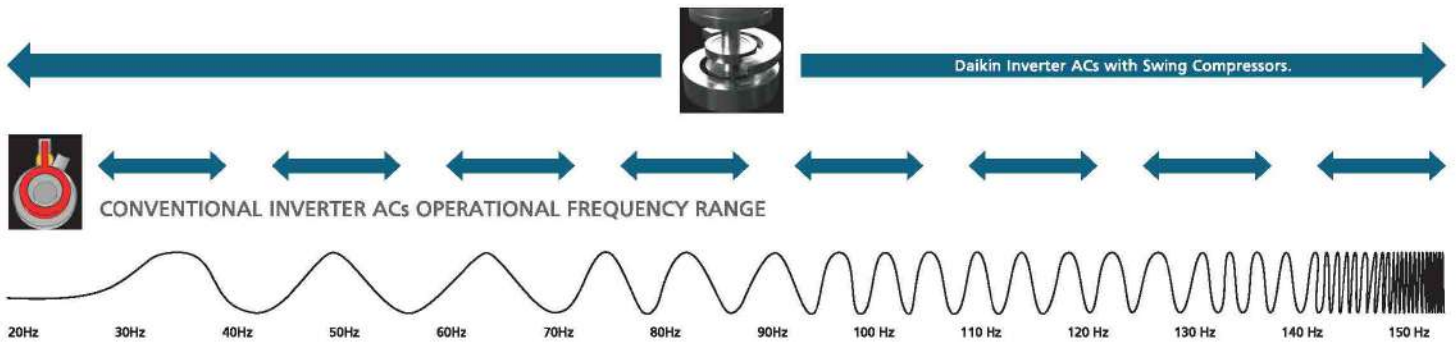 Daikin Inverter ACs with Swing Compressors.
CONVENTIONAL INVERTER ACs OPERATIONAL FREQUENCY RANGE
20Hz 30Hz 40Hz 50Hz 60Hz 70Hz 80Hz 90Hz 100 Hz 110 Hz 120 Hz 130 Hz 140 Hz 150 Hz